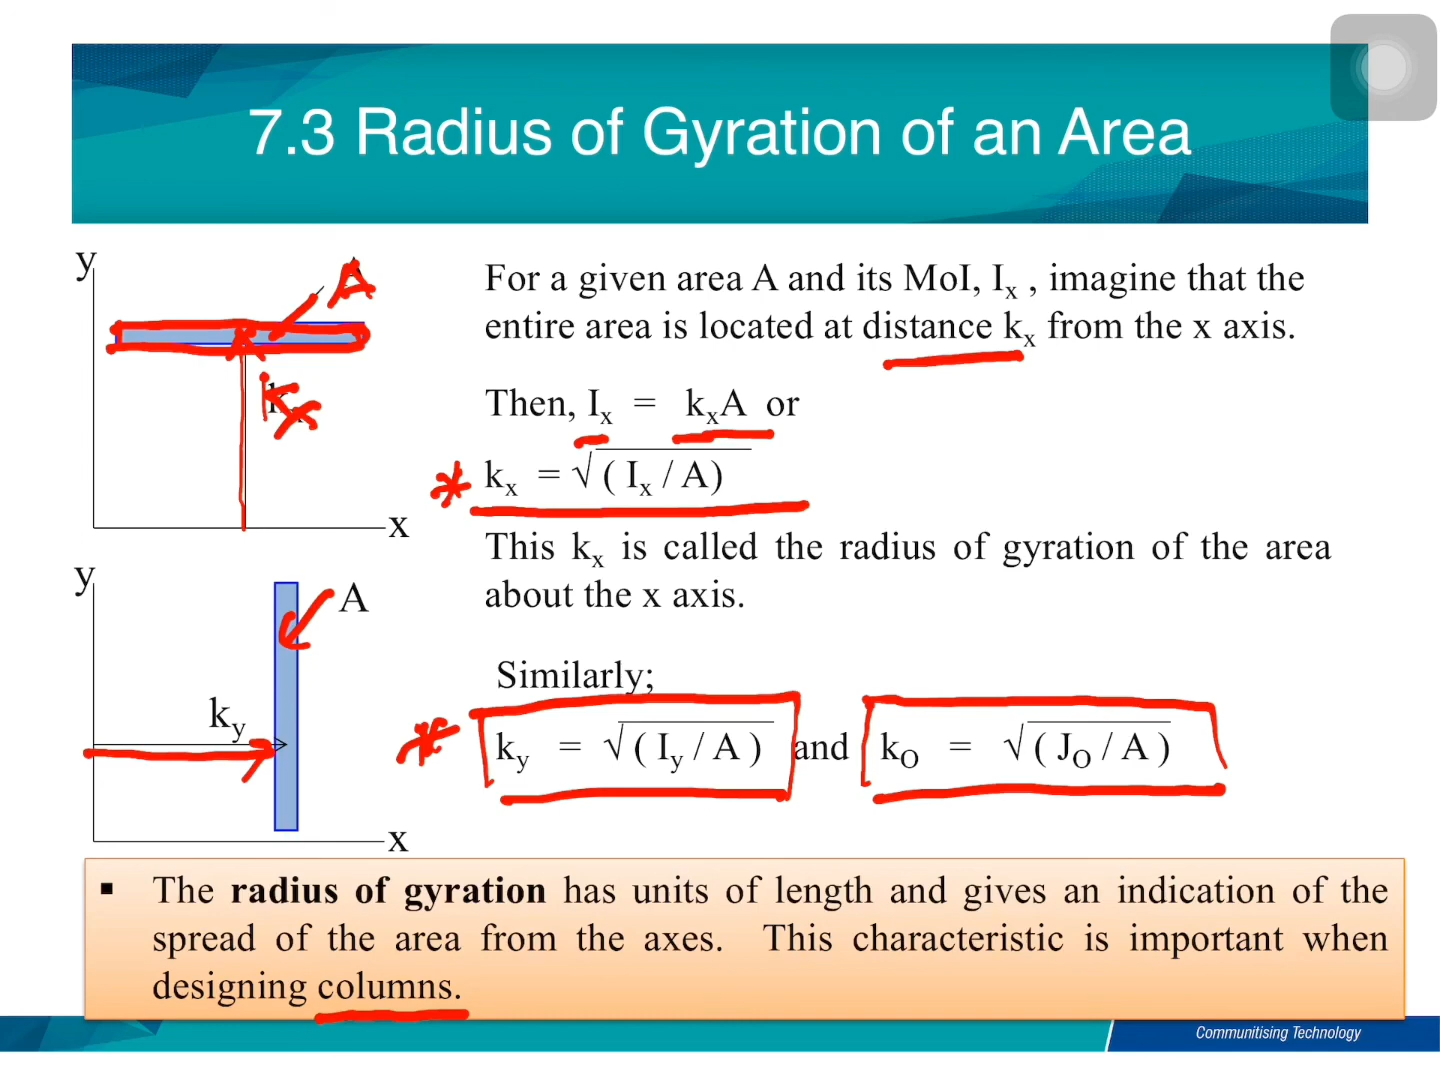 7.3 Radius of Gyration of an Area
y
A
kx
x
For a given area A and its MoI, Ix , imagine that the
entire area is located at distance kx from the x axis.
Then, Ix = kxA or
* kx = √ ( Ix / A)
This kx is called the radius of gyration of the area
about the x axis.
y
A
ky
x
Similarly;
* ky = √ ( Iy / A ) and kO = √ ( JO / A )
▪ The radius of gyration has units of length and gives an indication of the
spread of the area from the axes. This characteristic is important when
designing columns.
Communitising Technology